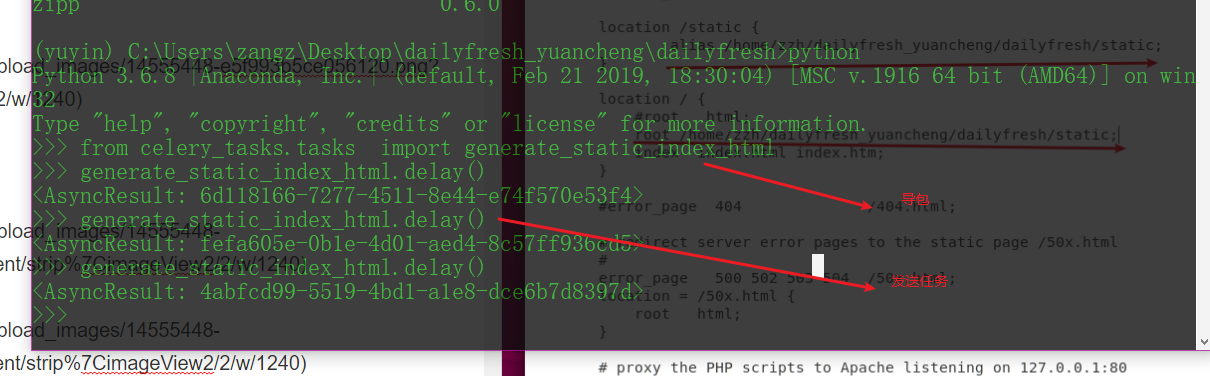 zipp 0.6.0
(yuyin) C:\Users\zangz\Desktop\dailyfresh_yuancheng\dailyfresh>python
Python 3.6.8 |Anaconda, Inc.| (default, Feb 21 2019, 18:30:04) [MSC v.1916 64 bit (AMD64)] on win
32
Type "help", "copyright", "credits" or "license" for more information.
>>> from celery_tasks.tasks  import generate_static_index_html
>>> generate_static_index_html.delay()
<AsyncResult: 6d118166-7277-4511-8e44-e74f570e53f4>
>>> generate_static_index_html.delay()
<AsyncResult: fefa605e-0b1e-4d01-aed4-8c57ff936cd5>
>>> generate_static_index_html.delay()
<AsyncResult: 4abfcd99-5519-4bd1-a1e8-dce6b7d8397d>
>>>
导包
发送任务
location /static {
alias /home/zzh/dailyfresh_yuancheng/dailyfresh/static;
}
location / {
#root   html;
root /home/zzh/dailyfresh_yuancheng/dailyfresh/static;
index  index.html index.htm;
}
#error_page  404              /404.html;
# redirect server error pages to the static page /50x.html
#
error_page   500 502 503 504  /50x.html;
location = /50x.html {
root   html;
}
# proxy the PHP scripts to Apache listening on 127.0.0.1:80
pload_images/14555448-e5f993b5ce056120.png?
2/w/3240)
pload_images/14555448-
ent/strip%7CimageView2/2/w/1240)
pload_images/14555448-
ent/strip%7CimageView2/2/w/1240)